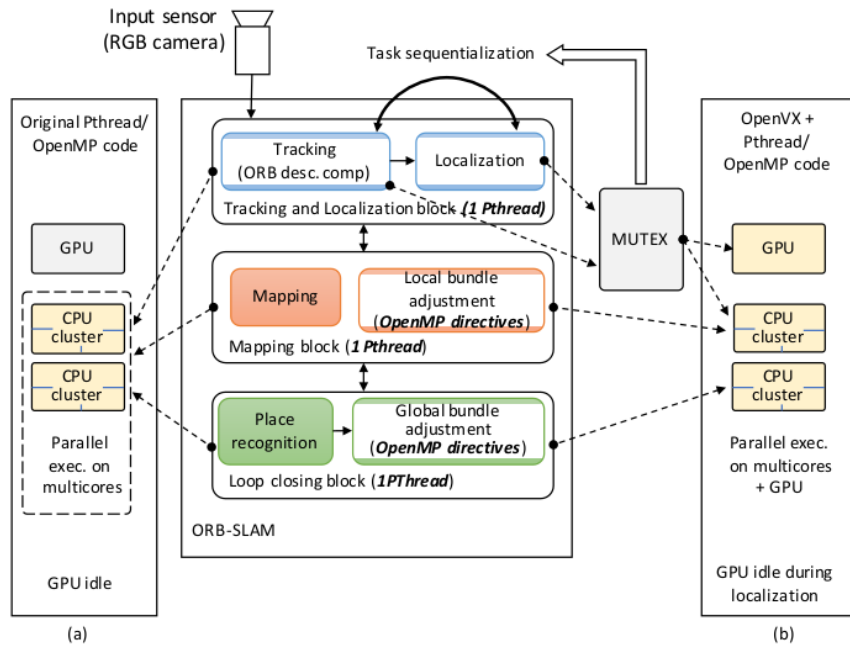 Input sensor
(RGB camera)
Task sequentialization
Original Pthread/
OpenMP code
GPU
CPU
cluster
CPU
cluster
Parallel
exec. on
multicores
GPU idle
(a)
Tracking
(ORB desc. comp)
Localization
Tracking and Localization block (1 Pthread)
Mapping
Local bundle
adjustment
(OpenMP directives)
Mapping block (1 Pthread)
Place
recognition
Global bundle
adjustment
(OpenMP directives)
Loop closing block (1PThread)
ORB-SLAM
MUTEX
OpenVX +
Pthread/
OpenMP code
GPU
CPU
cluster
CPU
cluster
Parallel exec.
on multicores
+ GPU
GPU idle during
localization
(b)